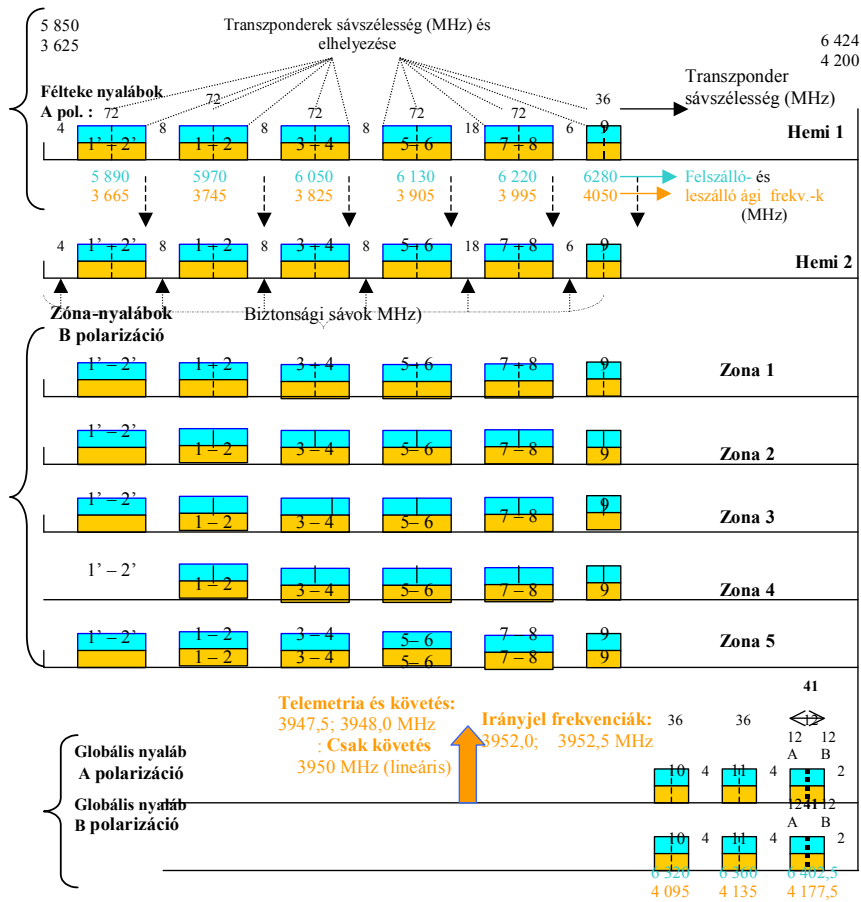 5 850
3 625
Transzponderek sávszélesség (MHz) és
elhelyezése
6 424
4 200
Félteke nyalábok
A pol. :
72 72 72 72 72 36
Transzponder
sávszélesség (MHz)
4 8 8 8 18 6
1’ + 2’ 1 + 2 3 + 4 5– 6 7 – 8 9
Hemi 1
5 890 5970 6 050 6 130 6 220 6280
Felszálló- és
3 665 3745 3 825 3 905 3 995 4050
leszálló ági frekv.-k
(MHz)
4 8 8 8 18 6
1’ + 2’ 1 + 2 3 + 4 5– 6 7 – 8 9
Hemi 2
Zóna-nyalábok
B polarizáció
Biztonsági sávok MHz)
1’ – 2’ 1 + 2 3 + 4 5– 6 7 – 8 9
Zona 1
1’ – 2’ 1 – 2 3 – 4 5– 6 7 – 8 9
Zona 2
1’ – 2’ 1 – 2 3 – 4 5– 6 7 – 8 9
Zona 3
1’ – 2’ 1 – 2 3 – 4 5– 6 7 – 8 9
Zona 4
1’ – 2’ 1 – 2 3 – 4 5– 6 7 – 8 9
Zona 5
1 – 2 3 – 4 5– 6 7 – 8 9
41
Telemetria és követés:
3947,5; 3948,0 MHz
: Csak követés
3950 MHz (lineáris)
Irányjel frekvenciák:
3952,0; 3952,5 MHz
36 36 12
12 12
A B
Globális nyaláb
A polarizáció
10 4 11 4 2
Globális nyaláb
B polarizáció
12 41 12
A B
10 4 11 4 2
6 320 6 360 6 402,5
4 095 4 135 4 177,5